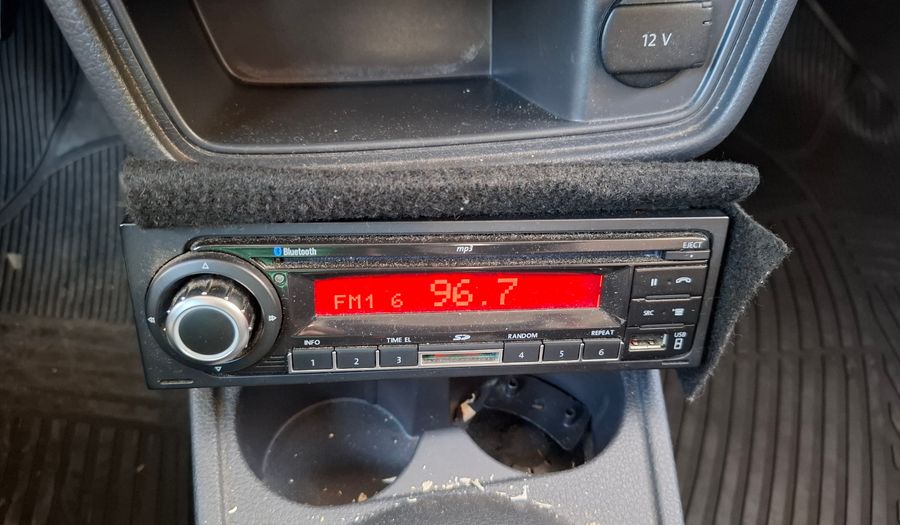 12 V
Bluetooth
mp3
EJECT
FM1 6 96.7
SRC
USB
INFO
TIME EL
SD
RANDOM
REPEAT
1
2
3
4
5
6